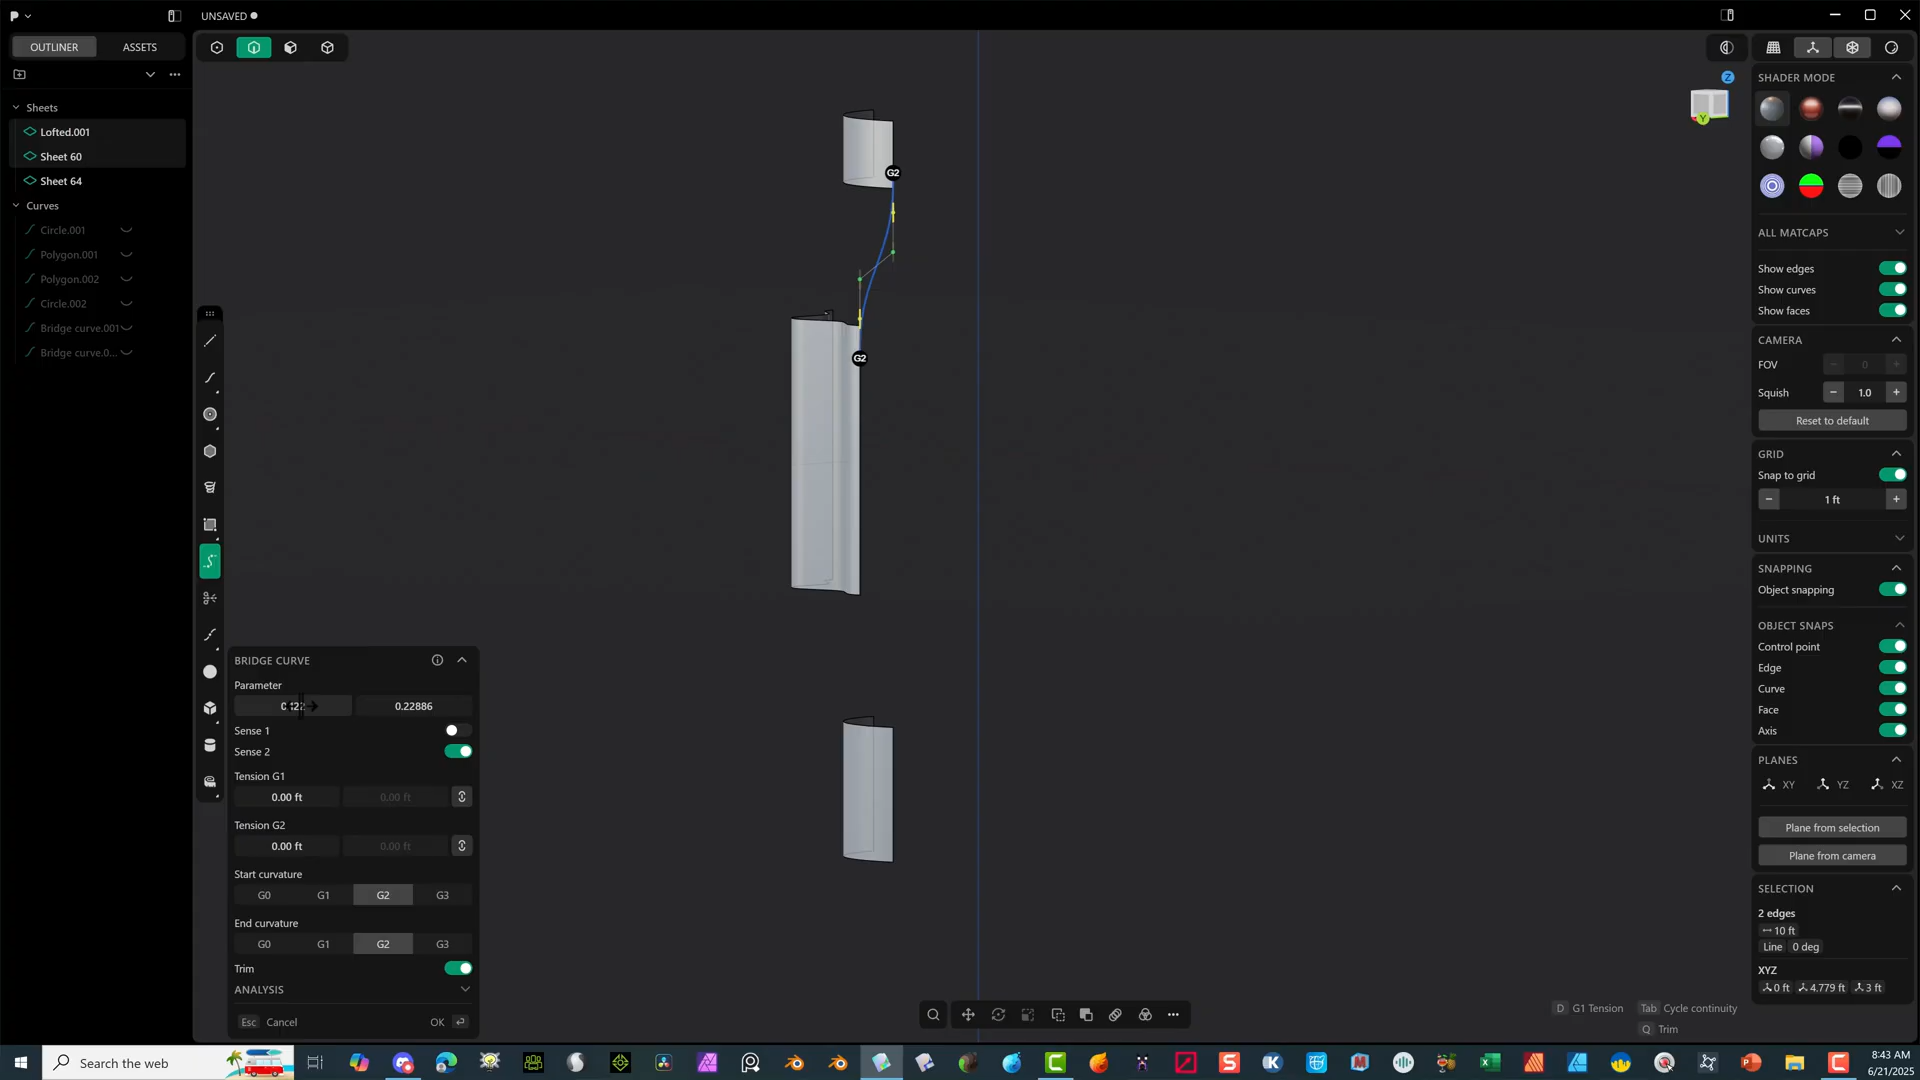 UNSAVED
OUTLINER
ASSETS
Sheets
Lofted.001
Sheet 60
Sheet 64
Curves
Circle.001
Polygon.001
Polygon.002
Circle.002
Bridge curve.001
Bridge curve.0...
G2
G2
BRIDGE CURVE
Parameter
0.22886
Sense 1
Sense 2
Tension G1
0.00 ft 0.00 ft
Tension G2
0.00 ft 0.00 ft
Start curvature
G0 G1 G2 G3
End curvature
G0 G1 G2 G3
Trim
ANALYSIS
Esc Cancel OK
Z
Y
SHADER MODE
ALL MATCAPS
Show edges
Show curves
Show faces
CAMERA
FOV 0
Squish 1.0
Reset to default
GRID
Snap to grid
1 ft
UNITS
SNAPPING
Object snapping
OBJECT SNAPS
Control point
Edge
Curve
Face
Axis
PLANES
XY YZ XZ
Plane from selection
Plane from camera
SELECTION
2 edges
10 ft
Line 0 deg
XYZ
0 ft 4.779 ft 3 ft
D G1 Tension Tab Cycle continuity
Q Trim
Search the web
8:43 AM
6/21/2025